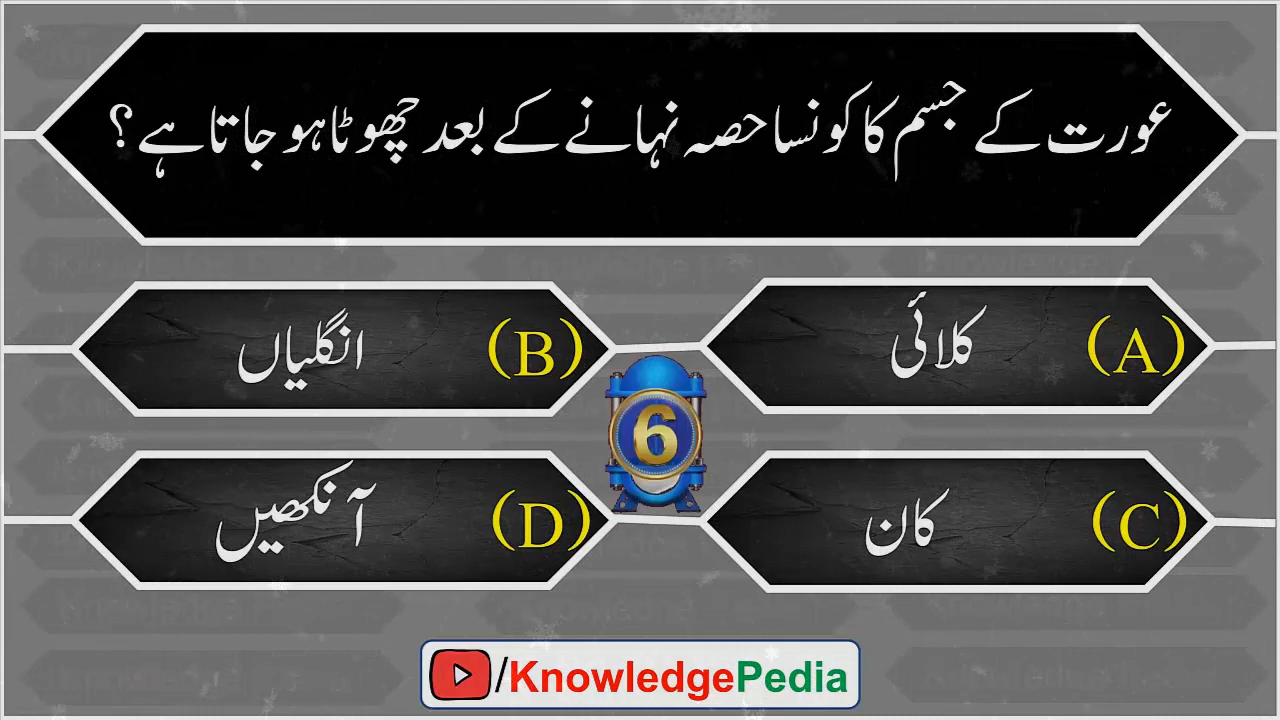 عورت کے جسم کا کونسا حصہ نہانے کے بعد چھوٹا ہو جاتا ہے؟
(A) کلائی
(B) انگلیاں
6
(C) کان
(D) آنکھیں
/KnowledgePedia